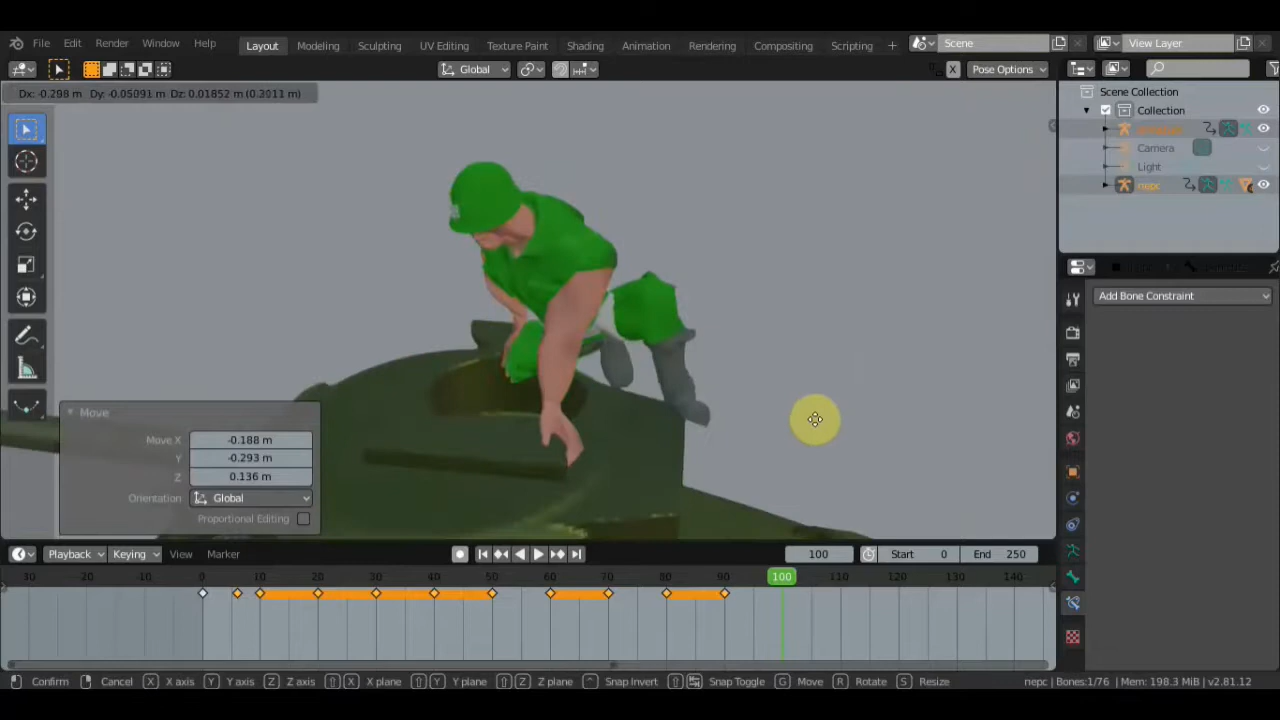 File Edit Render Window Help Layout Modeling Sculpting UV Editing Texture Paint Shading Animation Rendering Compositing Scripting + Scene View Layer
Global X Pose Options
Dx: -0.298 m Dy: -0.05091 m Dz: 0.01852 m (0.3011 m)
Scene Collection
Collection
Camera
Light
nepc
Add Bone Constraint
Move
Move X -0.188 m
Y -0.293 m
Z 0.136 m
Orientation Global
Proportional Editing
Playback Keying View Marker 100 Start 0 End 250
30 20 10 0 10 20 30 40 50 60 70 80 90 100 110 120 130 140
Confirm Cancel X X axis Y Y axis Z Z axis X X plane Y Y plane Z Z plane Snap Invert Snap Toggle G Move R Rotate S Resize nepc | Bones:1/76 | Mem: 198.3 MiB | v2.81.12